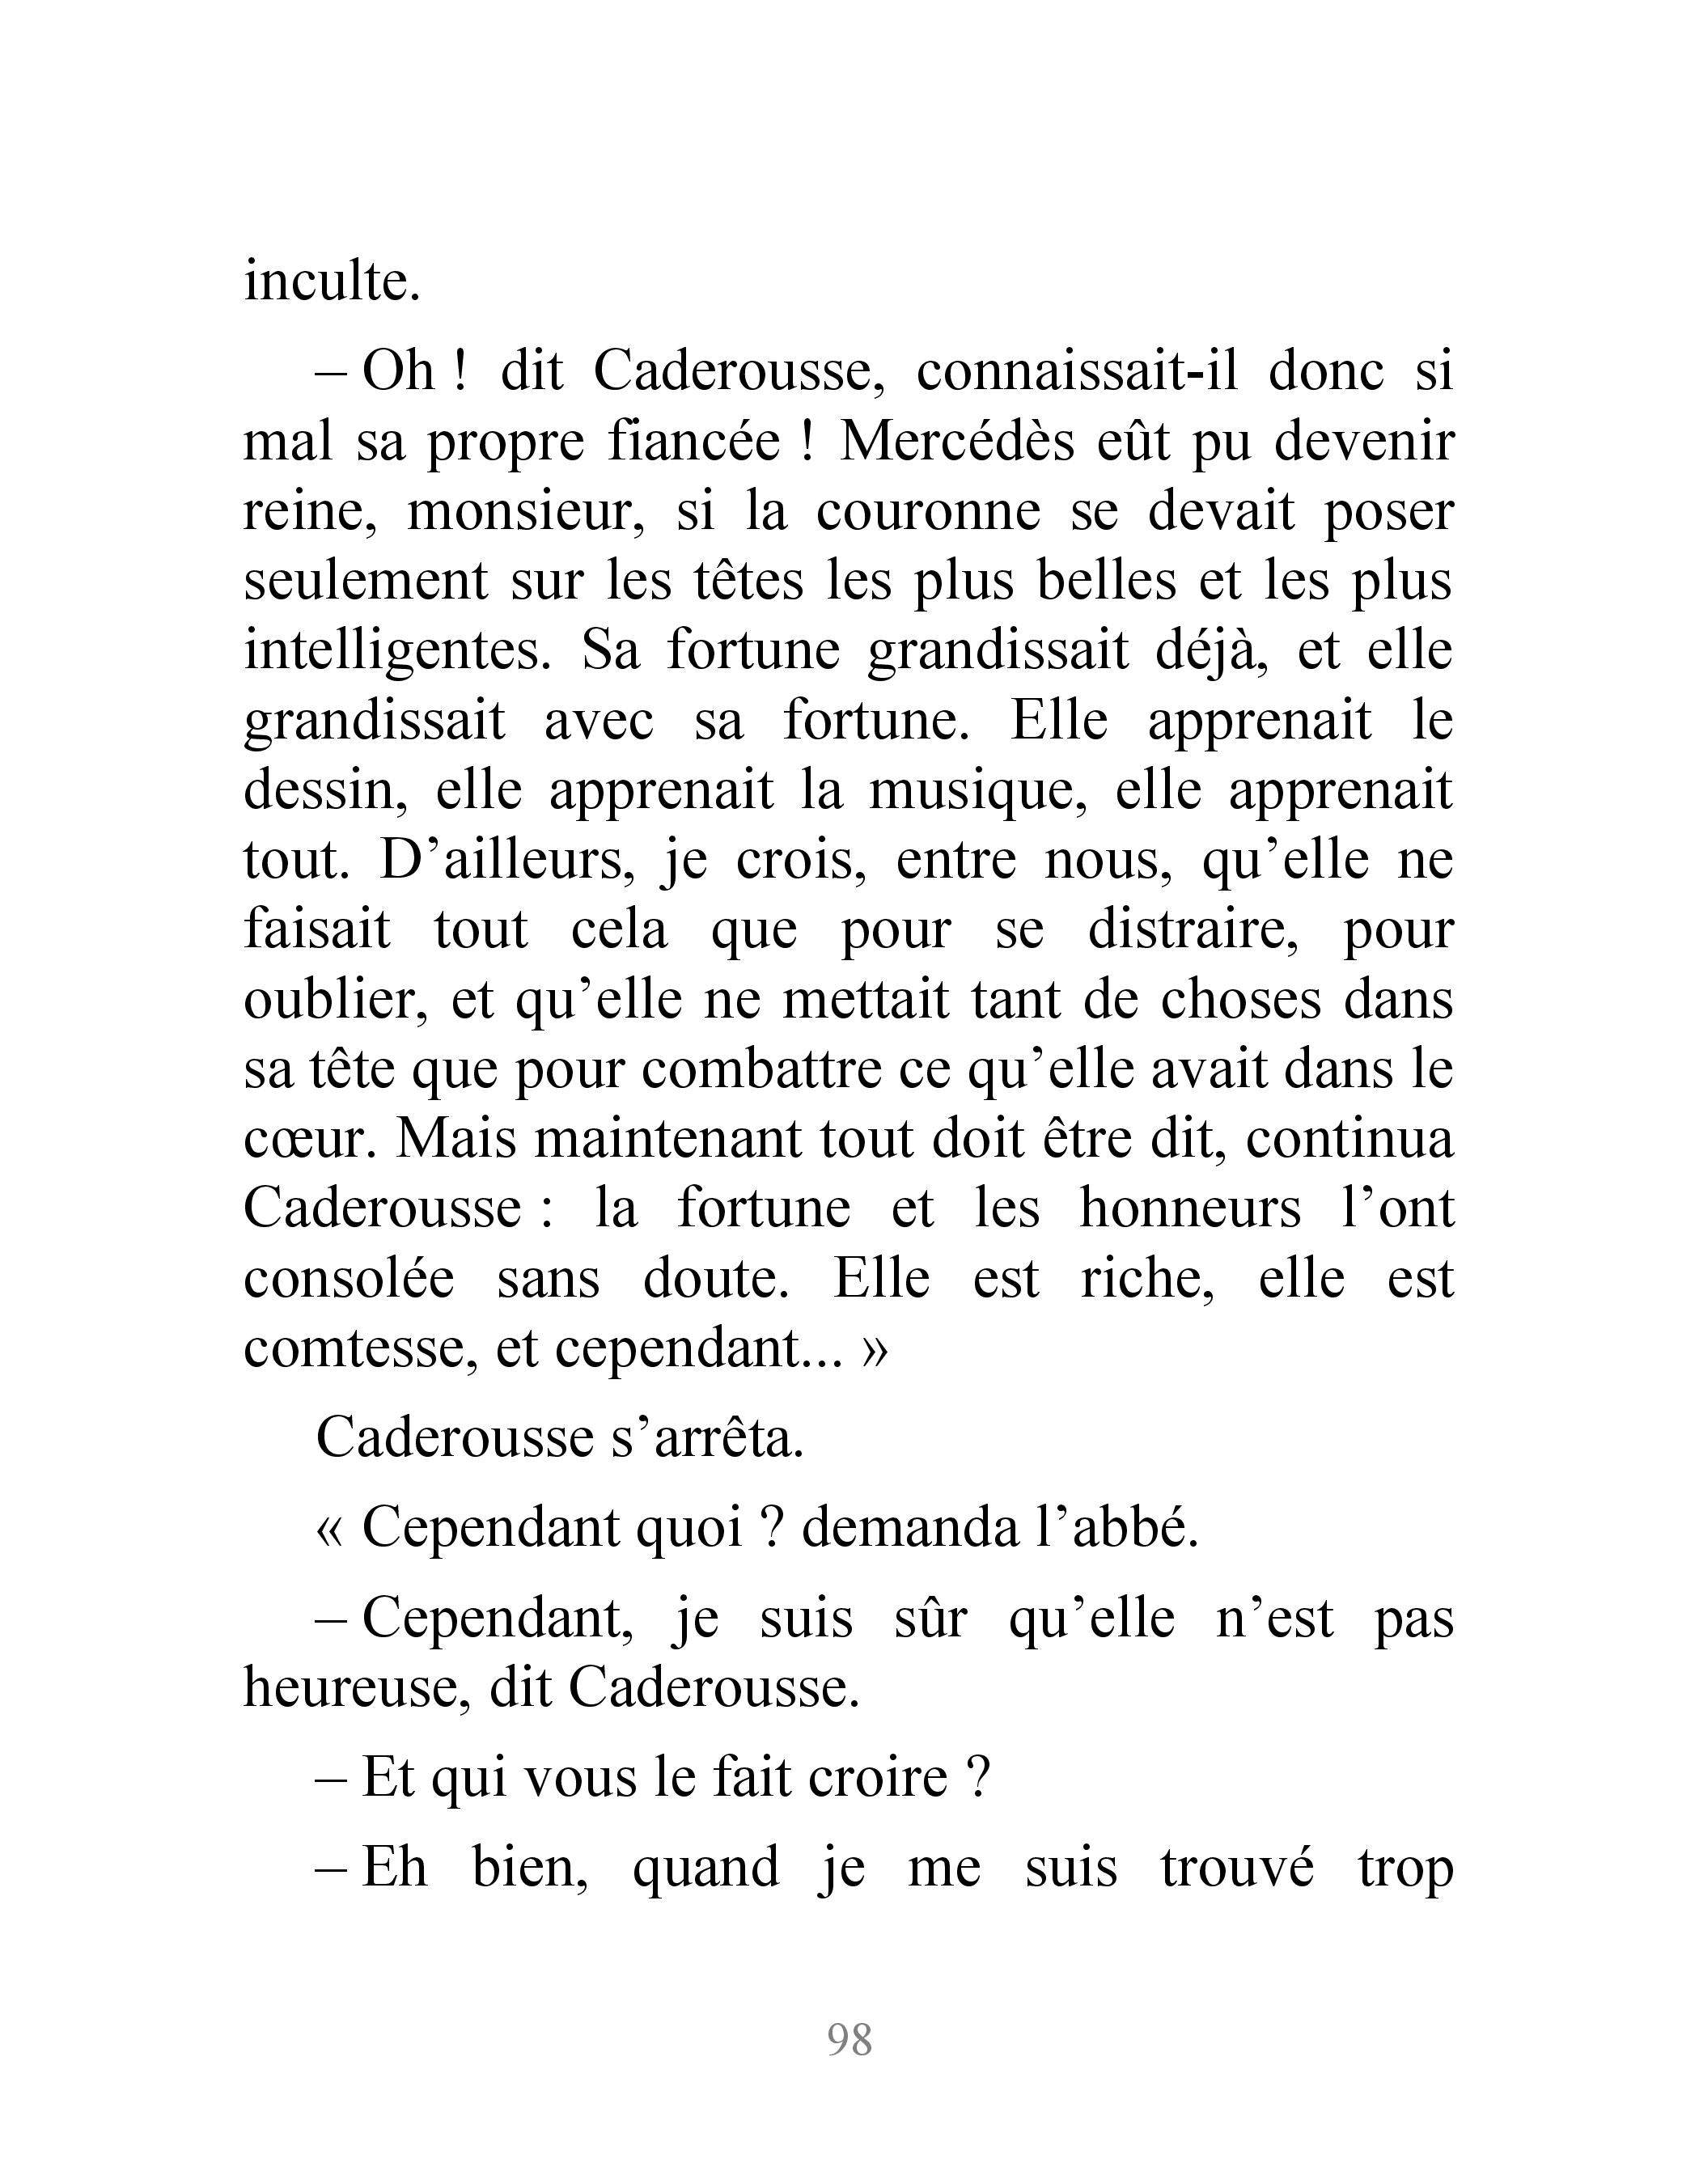 inculte.
– Oh ! dit Caderousse, connaissait-il donc si
mal sa propre fiancée ! Mercédès eût pu devenir
reine, monsieur, si la couronne se devait poser
seulement sur les têtes les plus belles et les plus
intelligentes. Sa fortune grandissait déjà, et elle
grandissait avec sa fortune. Elle apprenait le
dessin, elle apprenait la musique, elle apprenait
tout. D’ailleurs, je crois, entre nous, qu’elle ne
faisait tout cela que pour se distraire, pour
oublier, et qu’elle ne mettait tant de choses dans
sa tête que pour combattre ce qu’elle avait dans le
cœur. Mais maintenant tout doit être dit, continua
Caderousse : la fortune et les honneurs l’ont
consolée sans doute. Elle est riche, elle est
comtesse, et cependant... »
Caderousse s’arrêta.
« Cependant quoi ? demanda l’abbé.
– Cependant, je suis sûr qu’elle n’est pas
heureuse, dit Caderousse.
– Et qui vous le fait croire ?
– Eh bien, quand je me suis trouvé trop
98